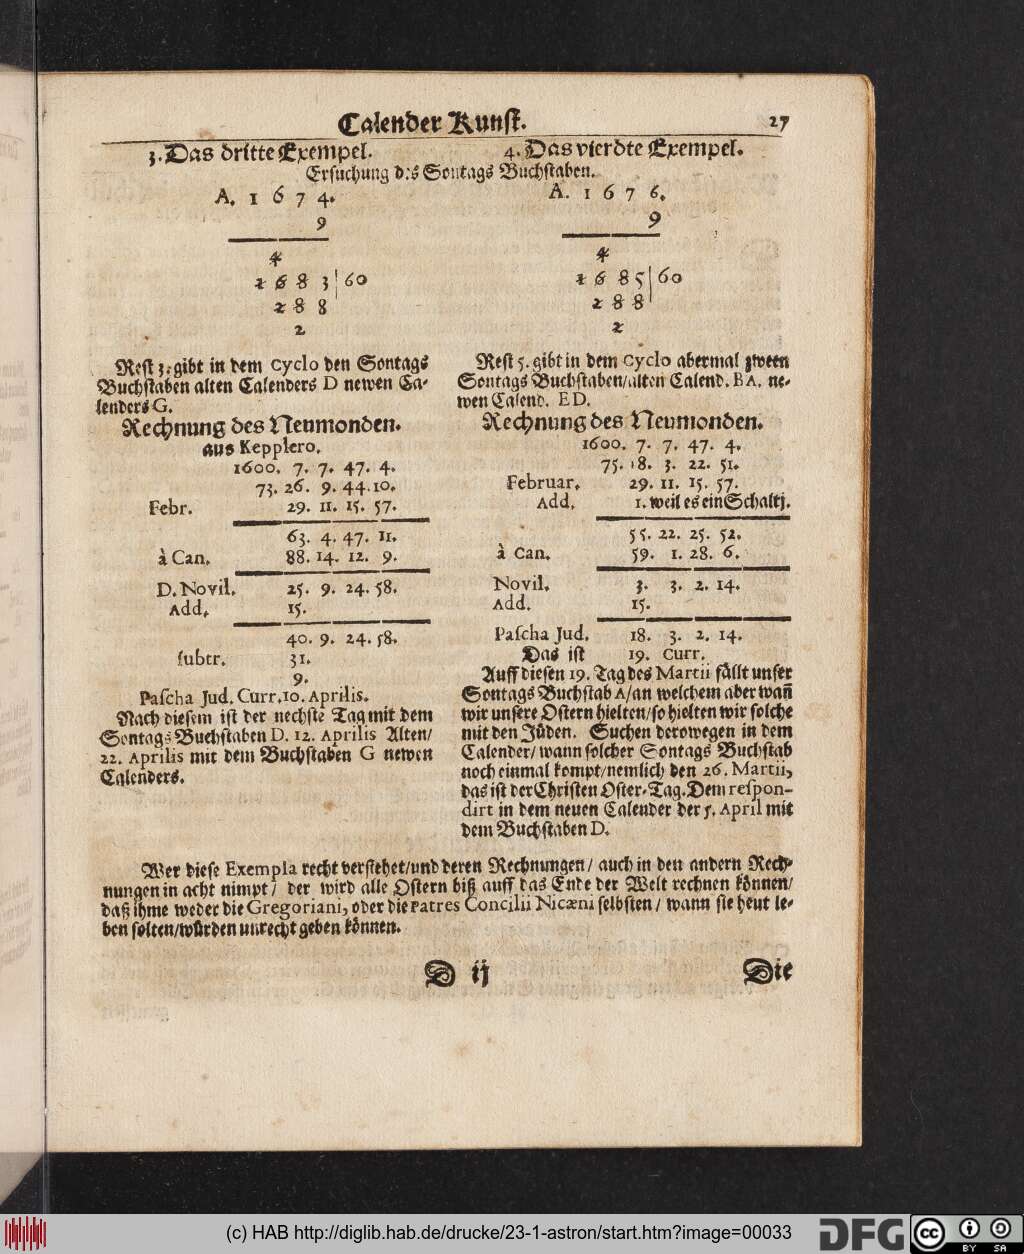 Calender Kunst. 27
3. Das dritte Exempel. 4. Das vierdte Exempel.
Ersuchung des Sontags Buchstaben.
A. 1 6 7 4.
9
4
1 6 8 3 | 60
2 8 8
2
Rest 3. gibt in dem Cyclo den Sontags
Buchstaben alten Calenders D newen Ca-
lenders G.
Rechnung des Neumonden.
aus Kepplero.
1600. 7. 7. 47. 4.
73. 26. 9. 44. 10.
Febr. 29. 11. 15. 57.
63. 4. 47. 11.
à Can. 88. 14. 12. 9.
D. Novil. 25. 9. 24. 58.
Add. 15.
40. 9. 24. 58.
subtr. 31.
9.
Pascha Jud. Curr. 10. Aprilis.
Nach diesem ist der nechste Tag mit dem
Sontags Buchstaben D. 12. Aprilis Alten/
22. Aprilis mit dem Buchstaben G newen
Calenders.
A. 1 6 7 6.
9
4
1 6 8 5 | 60
2 8 8
2
Rest 5. gibt in dem Cyclo abermal zween
Sontags Buchstaben/alten Calend. BA. ne-
wen Calend. ED.
Rechnung des Neumonden.
1600. 7. 7. 47. 4.
75. 18. 3. 22. 51.
Februar. 29. 11. 15. 57.
Add. 1. weil es ein Schaltj.
55. 22. 25. 52.
à Can. 59. 1. 28. 6.
Novil. 3. 3. 2. 14.
Add. 15.
Pascha Jud. 18. 3. 2. 14.
Das ist 19. Curr.
Auff diesen 19. Tag des Martii fällt unser
Sontags Buchstab A/an welchem aber wañ
wir unsere Ostern hielten/so hielten wir solche
mit den Jüden. Suchen derowegen in dem
Calender/wann solcher Sontags Buchstab
noch einmal kompt/nemlich den 26. Martii,
das ist der Christen Oster-Tag. Dem respon-
dirt in dem neuen Calender der 5. April mit
dem Buchstaben D.
Wer diese Exempla recht verstehet/und deren Rechnungen/ auch in den andern Rech-
nungen in acht nimpt/ der wird alle Ostern biß auff das Ende der Welt rechnen können/
daß ihme weder die Gregoriani, oder die Patres Concilii Nicæni selbsten/ wann sie heut le-
ben solten/würden unrecht geben können.
D ij Die
(c) HAB http://diglib.hab.de/drucke/23-1-astron/start.htm?image=00033 DFG cc BY SA